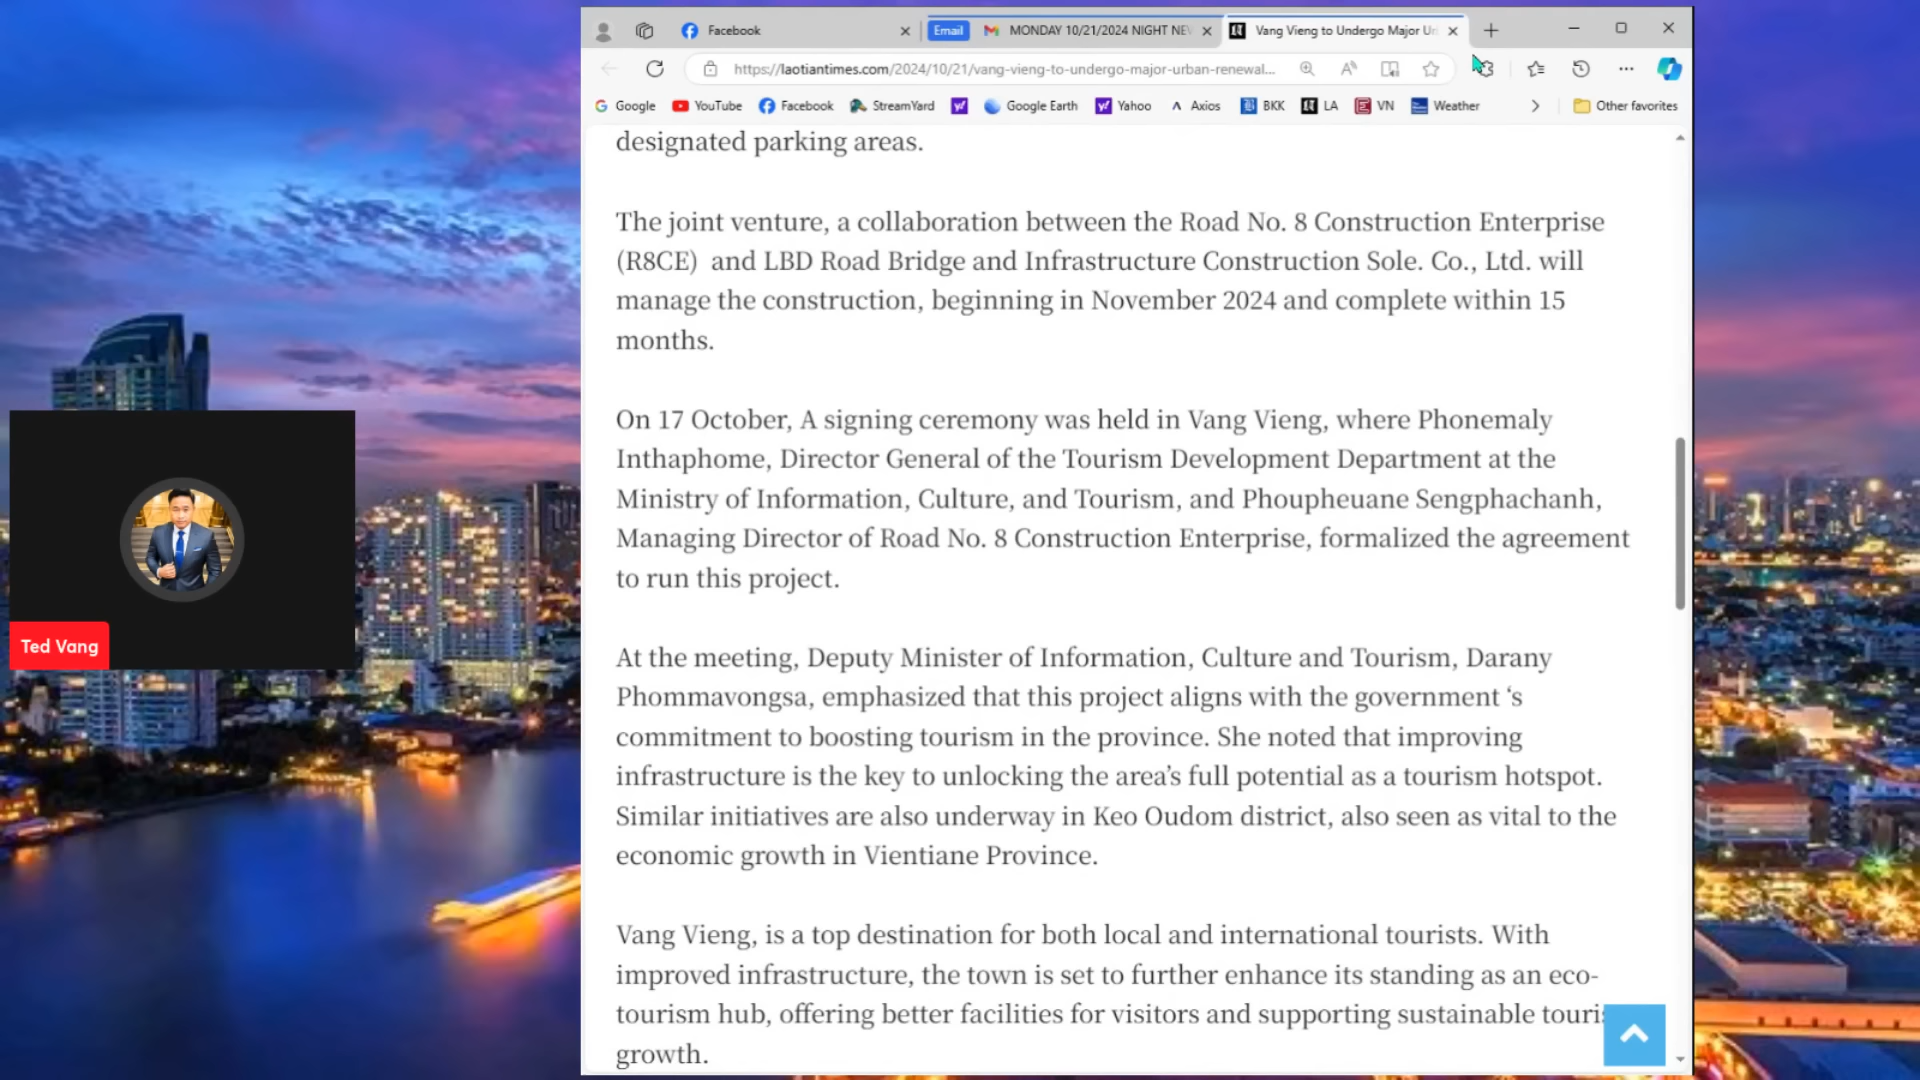 Facebook
Email
MONDAY 10/21/2024 NIGHT NEV
Vang Vieng to Undergo Major Ur
https://laotiantimes.com/2024/10/21/vang-vieng-to-undergo-major-urban-renewal...
Google
YouTube
Facebook
StreamYard
Google Earth
Yahoo
Axios
BKK
LA
VN
Weather
Other favorites
designated parking areas.
The joint venture, a collaboration between the Road No. 8 Construction Enterprise
(R8CE) and LBD Road Bridge and Infrastructure Construction Sole. Co., Ltd. will
manage the construction, beginning in November 2024 and complete within 15
months.
On 17 October, A signing ceremony was held in Vang Vieng, where Phonemaly
Inthaphome, Director General of the Tourism Development Department at the
Ministry of Information, Culture, and Tourism, and Phoupheuane Sengphachanh,
Managing Director of Road No. 8 Construction Enterprise, formalized the agreement
to run this project.
At the meeting, Deputy Minister of Information, Culture and Tourism, Darany
Phommavongsa, emphasized that this project aligns with the government ‘s
commitment to boosting tourism in the province. She noted that improving
infrastructure is the key to unlocking the area’s full potential as a tourism hotspot.
Similar initiatives are also underway in Keo Oudom district, also seen as vital to the
economic growth in Vientiane Province.
Vang Vieng, is a top destination for both local and international tourists. With
improved infrastructure, the town is set to further enhance its standing as an eco-
tourism hub, offering better facilities for visitors and supporting sustainable touri
growth.
Ted Vang